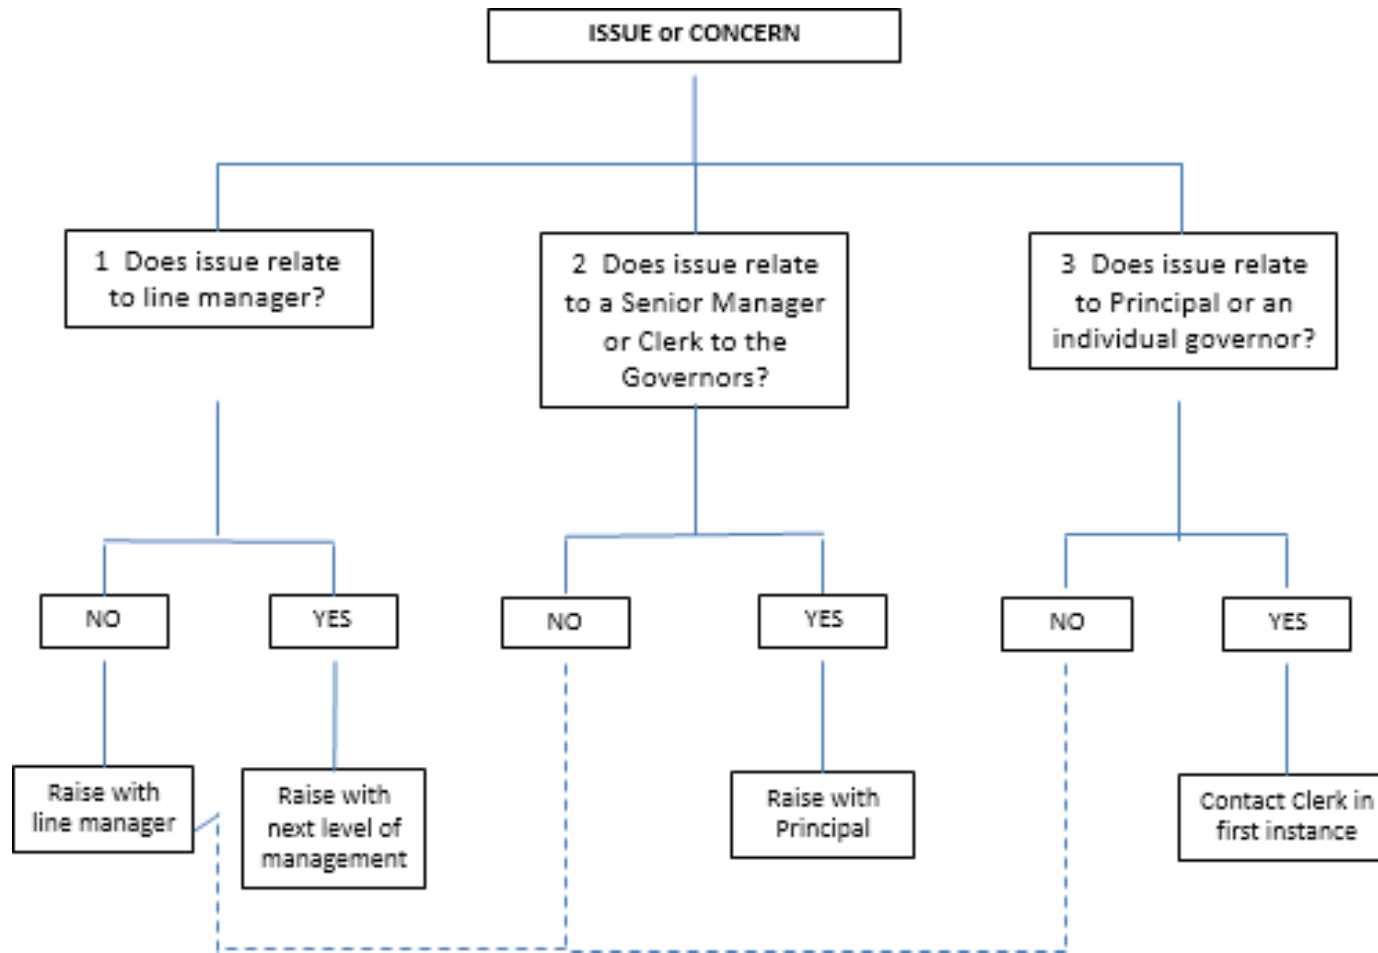 ISSUE or CONCERN
1 Does issue relate
to line manager?
2 Does issue relate
to a Senior Manager
or Clerk to the
Governors?
3 Does issue relate
to Principal or an
individual governor?
NO
YES
NO
YES
NO
YES
Raise with
line manager
Raise with
next level of
management
Raise with
Principal
Contact Clerk in
first instance